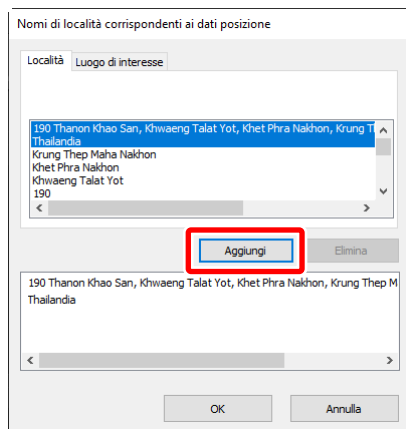 Nomi di località corrispondenti ai dati posizione
Località Luogo di interesse
190 Thanon Khao San, Khwaeng Talat Yot, Khet Phra Nakhon, Krung
Thailandia
Krung Thep Maha Nakhon
Khet Phra Nakhon
Khwaeng Talat Yot
190
Aggiungi Elimina
190 Thanon Khao San, Khwaeng Talat Yot, Khet Phra Nakhon, Krung Thep M
Thailandia
OK Annulla